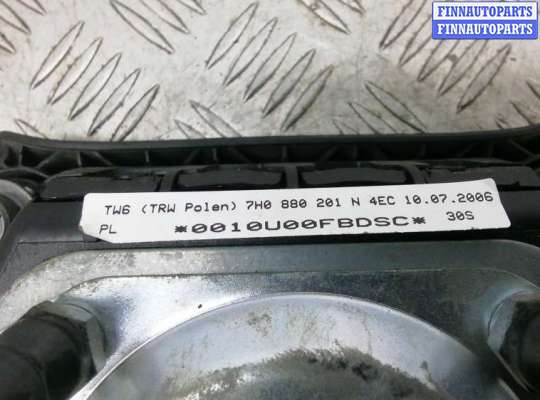 FINNAUTOPARTS
FINNAUTOPARTS
TW6 (TRW Polen) 7H0 880 201 N 4EC 10.07.2006
PL *0010U00FBDSC* 30S